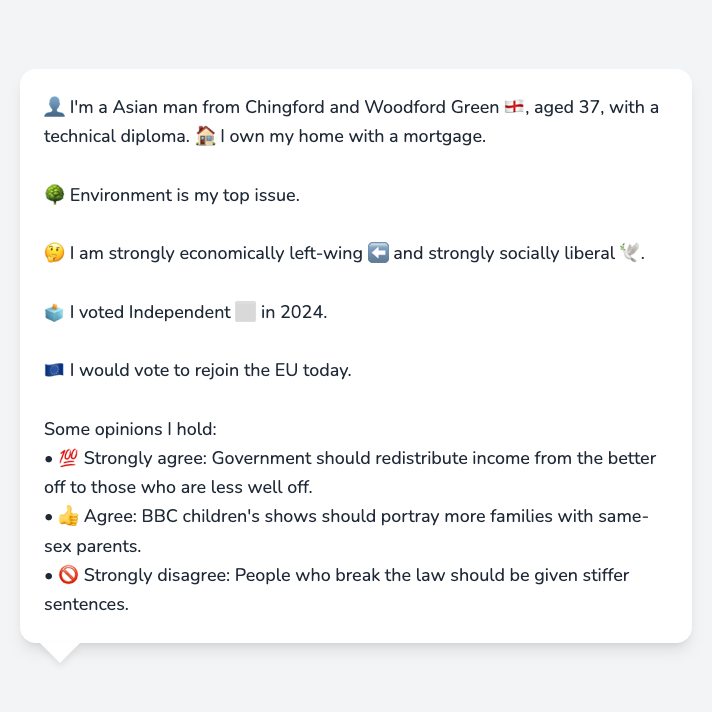 👤 I'm a Asian man from Chingford and Woodford Green 🏴󠁧󠁢󠁥󠁮󠁧󠁿, aged 37, with a
technical diploma. 🏠 I own my home with a mortgage.
🌳 Environment is my top issue.
🤔 I am strongly economically left-wing ⬅️ and strongly socially liberal 🕊️.
🗳️ I voted Independent ⬜ in 2024.
🇪🇺 I would vote to rejoin the EU today.
Some opinions I hold:
• 💯 Strongly agree: Government should redistribute income from the better
off to those who are less well off.
• 👍 Agree: BBC children's shows should portray more families with same-
sex parents.
• 🚫 Strongly disagree: People who break the law should be given stiffer
sentences.